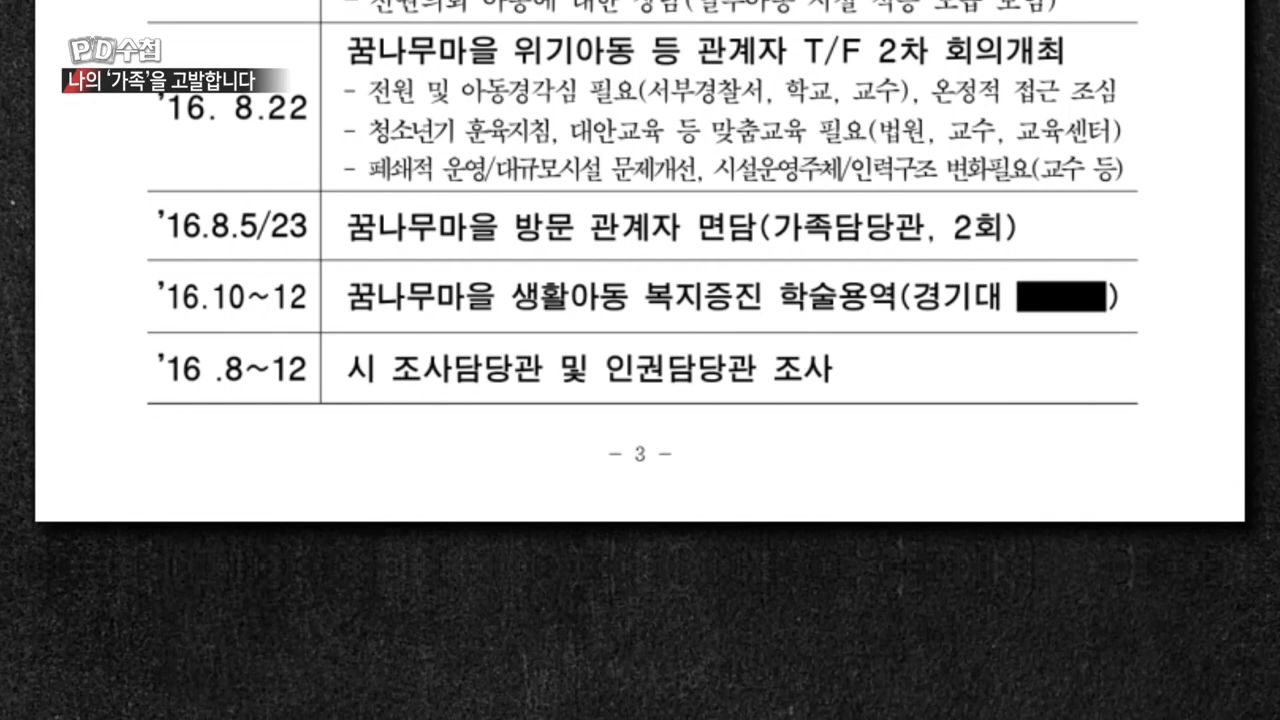 PD수첩
나의 '가족'을 고발합니다
꿈나무마을 위기아동 등 관계자 T/F 2차 회의개최
- 전원 및 아동경각심 필요(서부경찰서, 학교, 교수), 온정적 접근 조심
'16. 8.22
- 청소년기 훈육지침, 대안교육 등 맞춤교육 필요(법원, 교수, 교육센터)
- 폐쇄적 운영/대규모시설 문제개선, 시설운영주체/인력구조 변화필요(교수 등)
'16.8.5/23 꿈나무마을 방문 관계자 면담(가족담당관, 2회)
'16.10~12 꿈나무마을 생활아동 복지증진 학술용역(경기대 )
'16 .8~12 시 조사담당관 및 인권담당관 조사
- 3 -